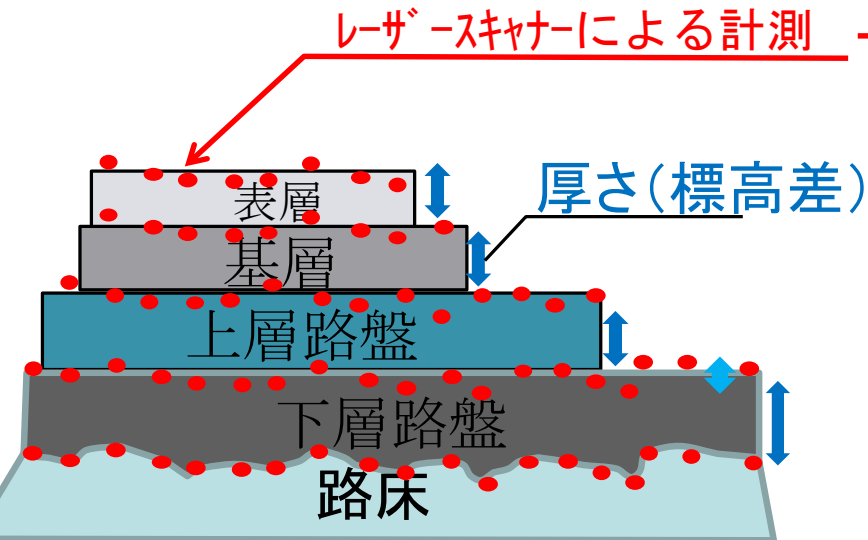 レーザースキャナーによる計測
厚さ(標高差)
表層
基層
上層路盤
下層路盤
路床